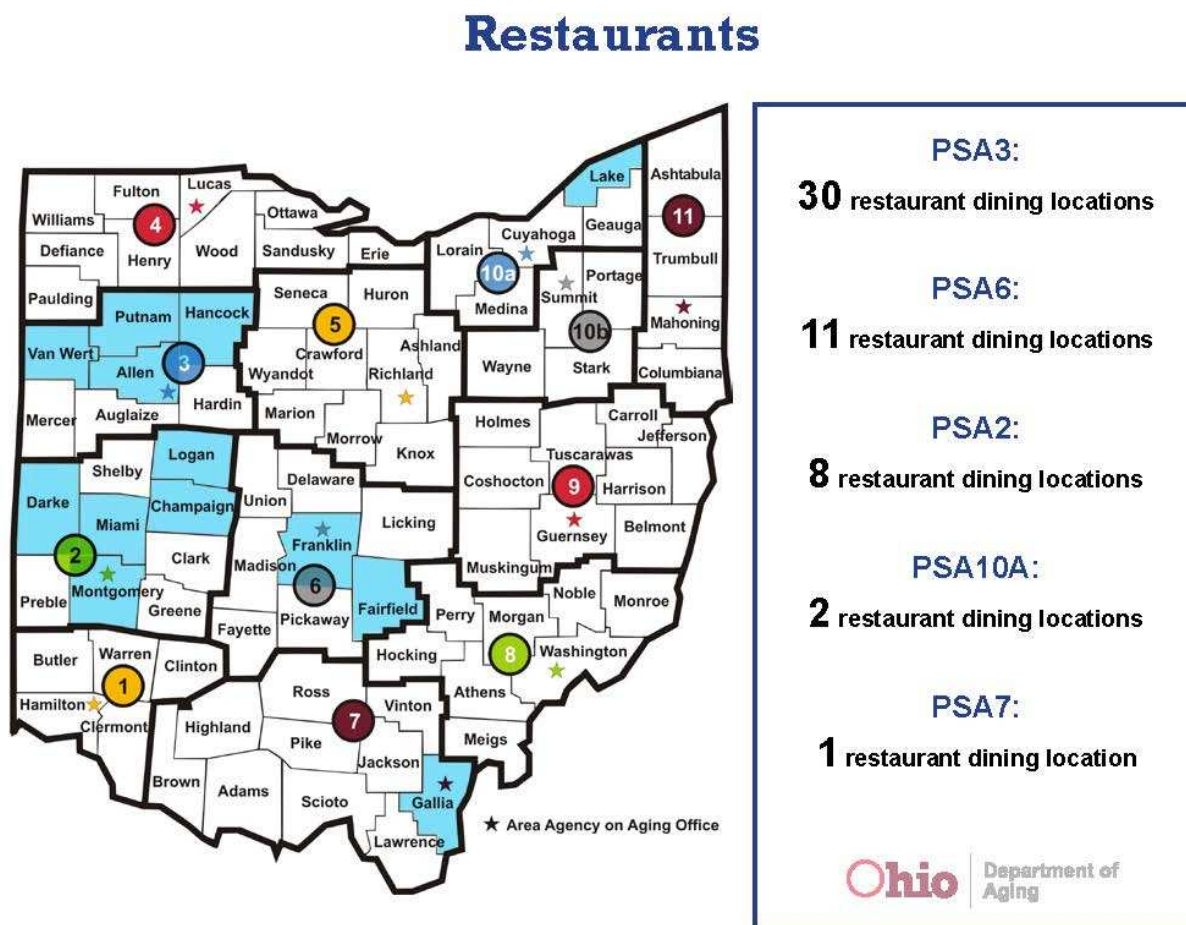 Restaurants
Fulton
Lucas
Williams
4
Ottawa
Defiance
Henry
Wood
Sandusky
Erie
Paulding
Lake
Ashtabula
11
Cuyahoga
Geauga
Lorain
10a
Trumbull
Medina
Portage
Summit
10b
Mahoning
Wayne
Stark
Columbiana
Putnam
Hancock
Van Wert
Allen
3
Mercer
Auglaize
Hardin
Seneca
Huron
5
Crawford
Ashland
Wyandot
Richland
Marion
Morrow
Knox
Holmes
Carroll
Jefferson
Tuscarawas
Coshocton
9
Harrison
Guernsey
Belmont
Muskingum
Shelby
Logan
Darke
Miami
Champaign
2
Clark
Montgomery
Preble
Greene
Delaware
Union
Licking
Franklin
Madison
6
Pickaway
Fairfield
Fayette
Perry
Morgan
Noble
Monroe
Hocking
8
Washington
Athens
Meigs
Butler
Warren
Clinton
1
Hamilton
Clermont
Ross
Vinton
Highland
7
Pike
Jackson
Brown
Adams
Scioto
Gallia
Lawrence
★ Area Agency on Aging Office
PSA3:
30 restaurant dining locations
PSA6:
11 restaurant dining locations
PSA2:
8 restaurant dining locations
PSA10A:
2 restaurant dining locations
PSA7:
1 restaurant dining location
Ohio
Department of
Aging